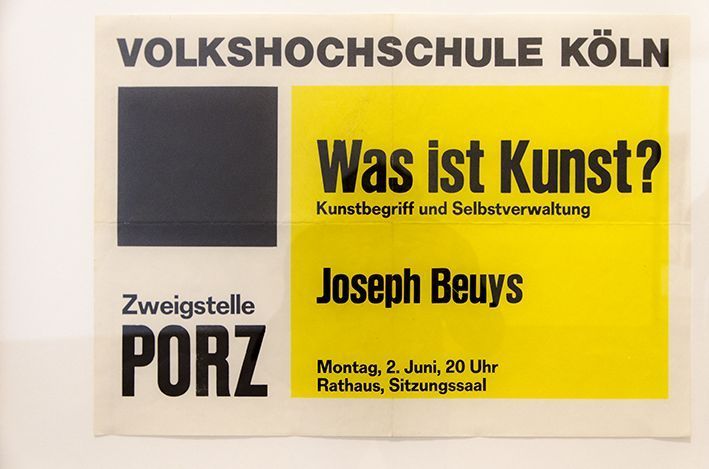 VOLKSHOCHSCHULE KÖLN
Was ist Kunst?
Kunstbegriff und Selbstverwaltung
Joseph Beuys
Zweigstelle
PORZ
Montag, 2. Juni, 20 Uhr
Rathaus, Sitzungssaal